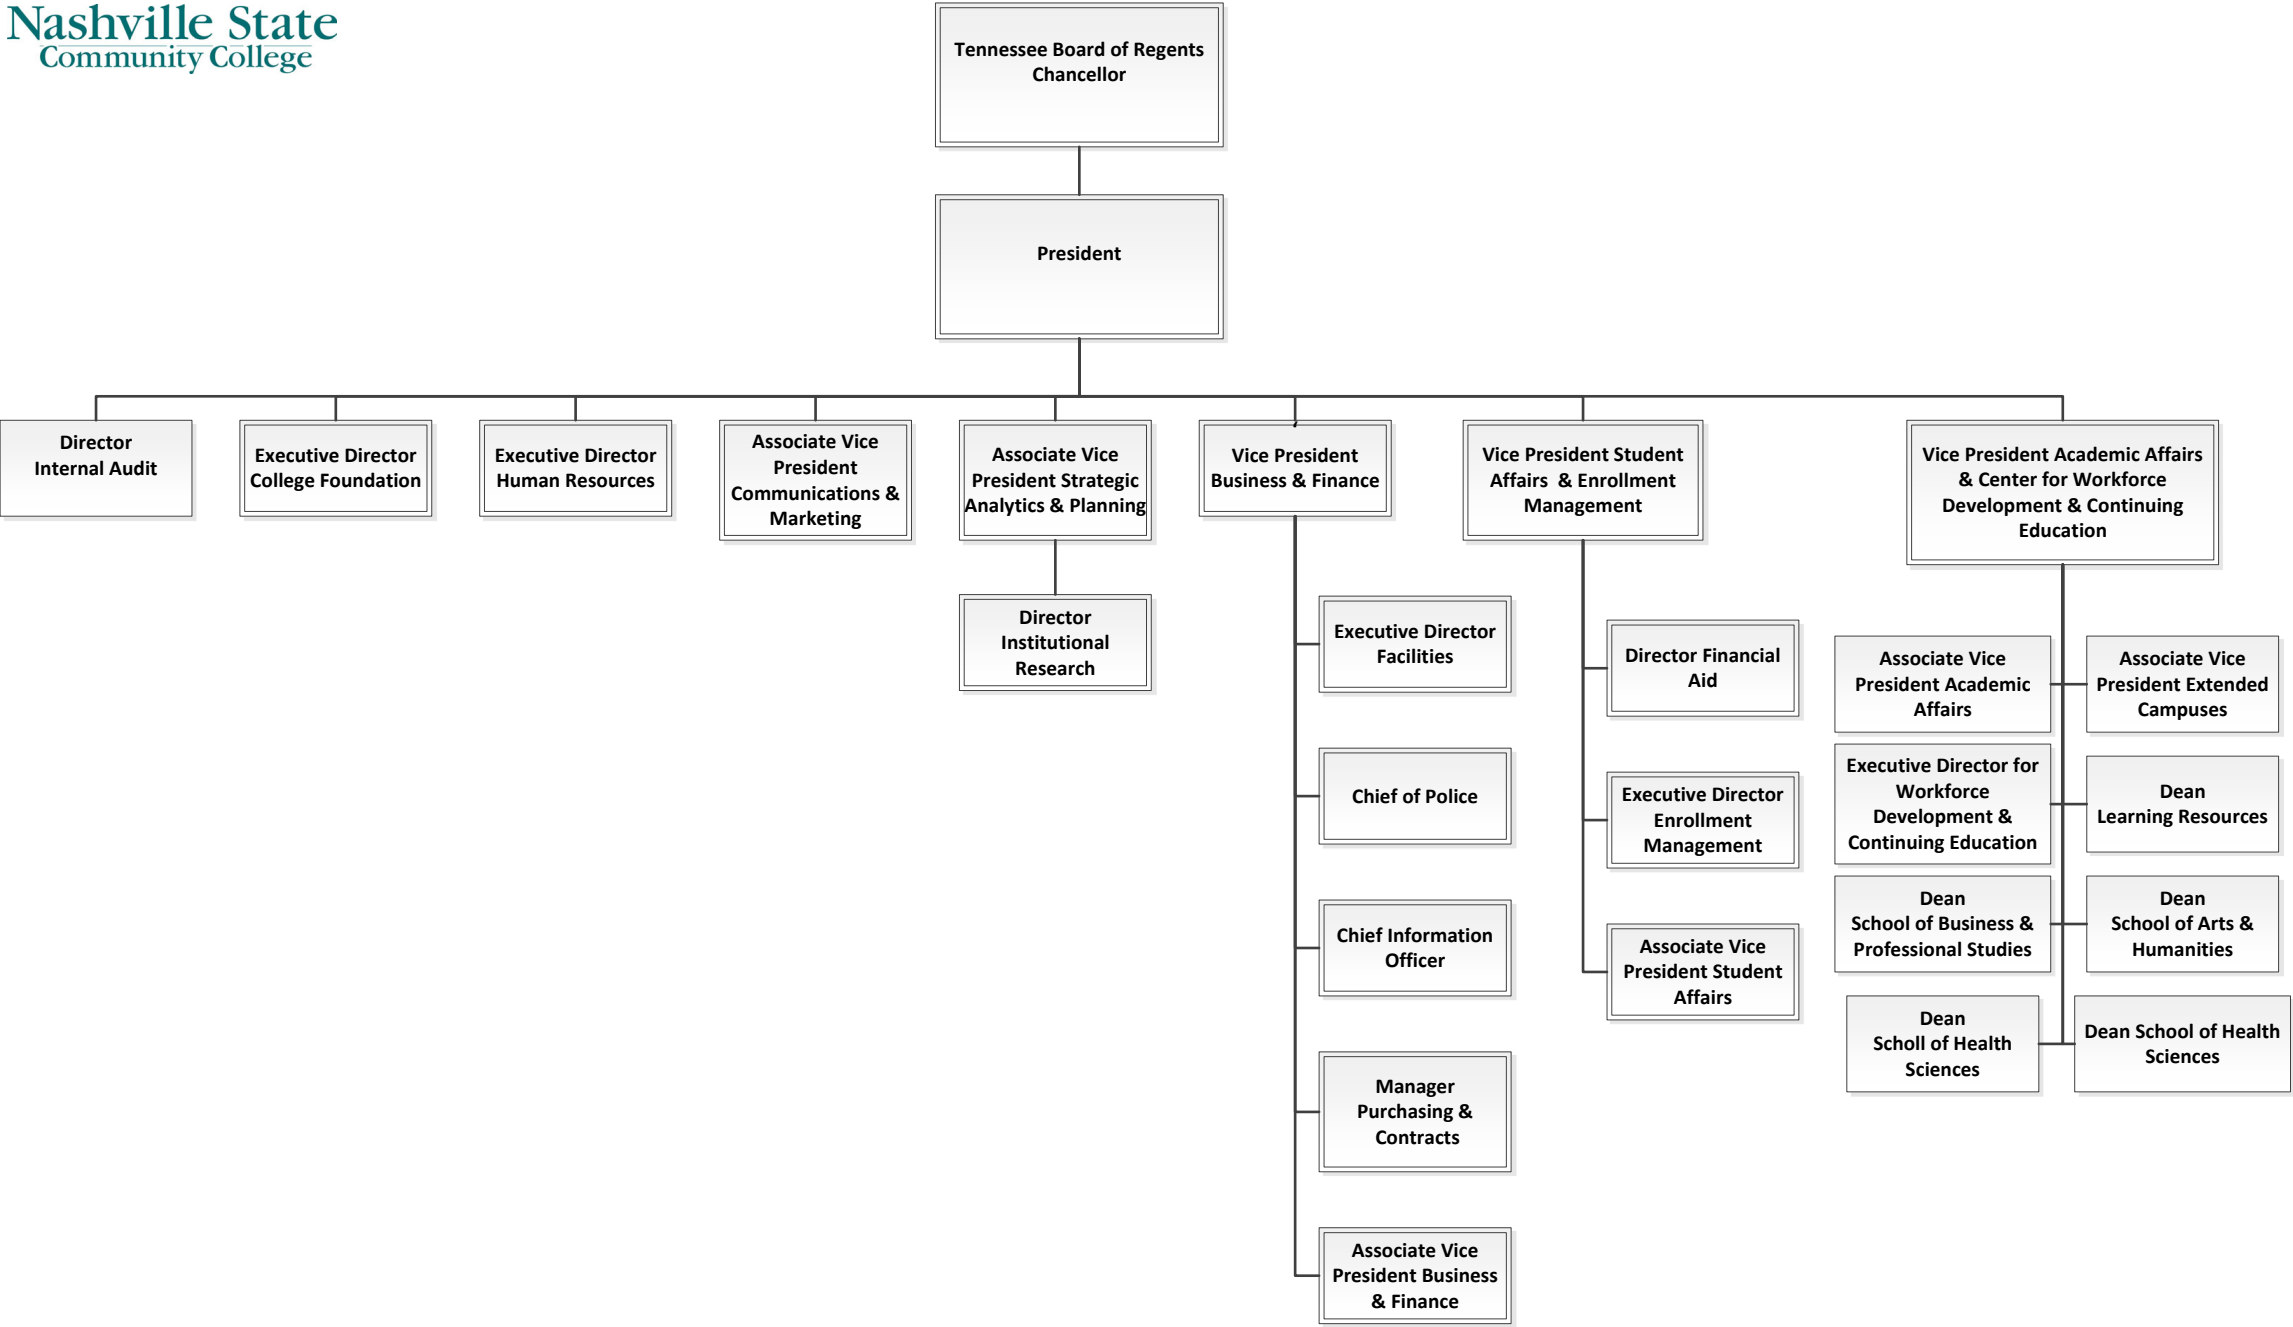 Nashville State
Community College
Tennessee Board of Regents
Chancellor
President
Director
Internal Audit
Executive Director
College Foundation
Executive Director
Human Resources
Associate Vice
President
Communications &
Marketing
Associate Vice
President Strategic
Analytics & Planning
Vice President
Business & Finance
Vice President Student
Affairs & Enrollment
Management
Vice President Academic Affairs
& Center for Workforce
Development & Continuing
Education
Director
Institutional
Research
Executive Director
Facilities
Chief of Police
Chief Information
Officer
Manager
Purchasing &
Contracts
Associate Vice
President Business
& Finance
Director Financial
Aid
Executive Director
Enrollment
Management
Associate Vice
President Student
Affairs
Associate Vice
President Academic
Affairs
Associate Vice
President Extended
Campuses
Executive Director for
Workforce
Development &
Continuing Education
Dean
Learning Resources
Dean
School of Business &
Professional Studies
Dean
School of Arts &
Humanities
Dean
Scholl of Health
Sciences
Dean School of Health
Sciences